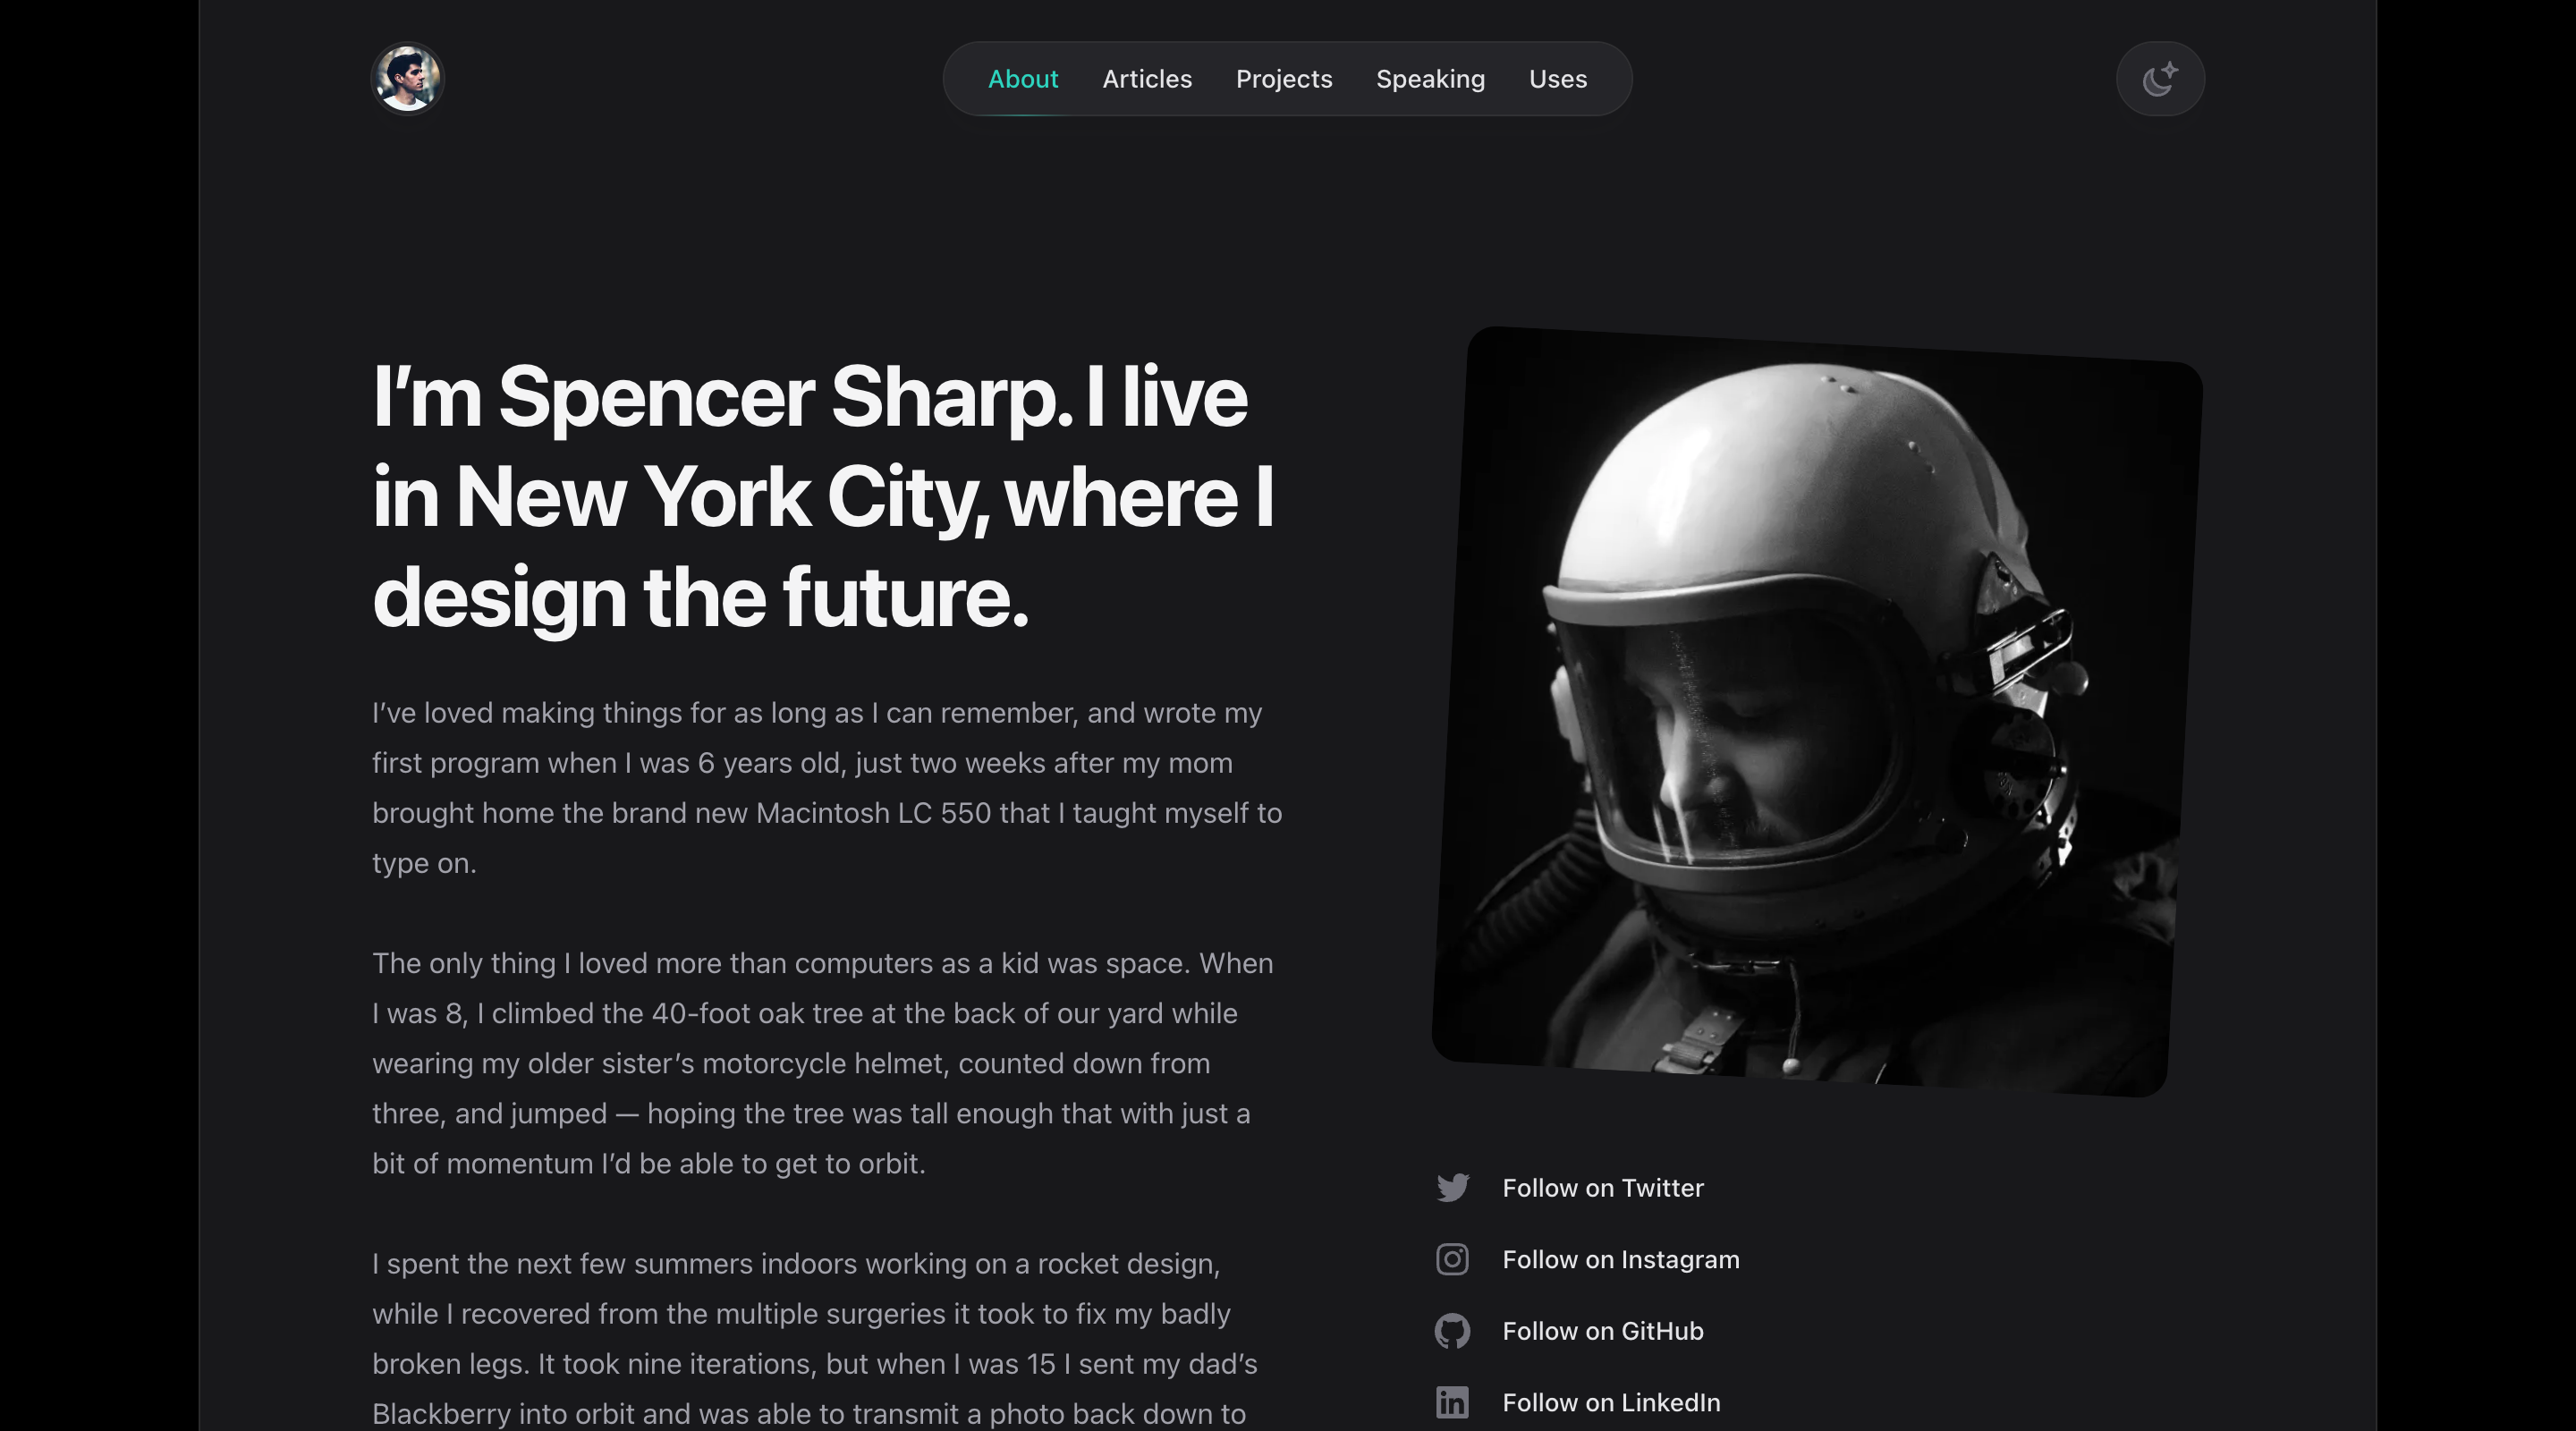 About
Articles
Projects
Speaking
Uses
I’m Spencer Sharp. I live
in New York City, where I
design the future.
I’ve loved making things for as long as I can remember, and wrote my
first program when I was 6 years old, just two weeks after my mom
brought home the brand new Macintosh LC 550 that I taught myself to
type on.
The only thing I loved more than computers as a kid was space. When
I was 8, I climbed the 40-foot oak tree at the back of our yard while
wearing my older sister’s motorcycle helmet, counted down from
three, and jumped — hoping the tree was tall enough that with just a
bit of momentum I’d be able to get to orbit.
I spent the next few summers indoors working on a rocket design,
while I recovered from the multiple surgeries it took to fix my badly
broken legs. It took nine iterations, but when I was 15 I sent my dad’s
Blackberry into orbit and was able to transmit a photo back down to
Follow on Twitter
Follow on Instagram
Follow on GitHub
Follow on LinkedIn